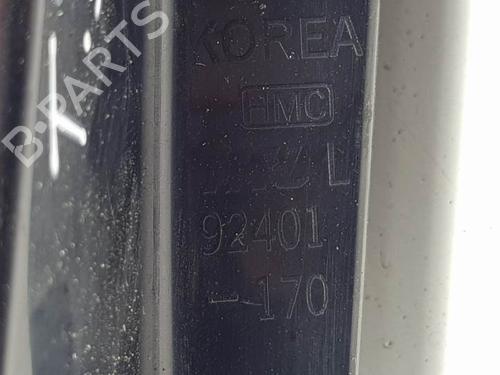 KOREA
HMC
L
92401
-170
B-PARTS